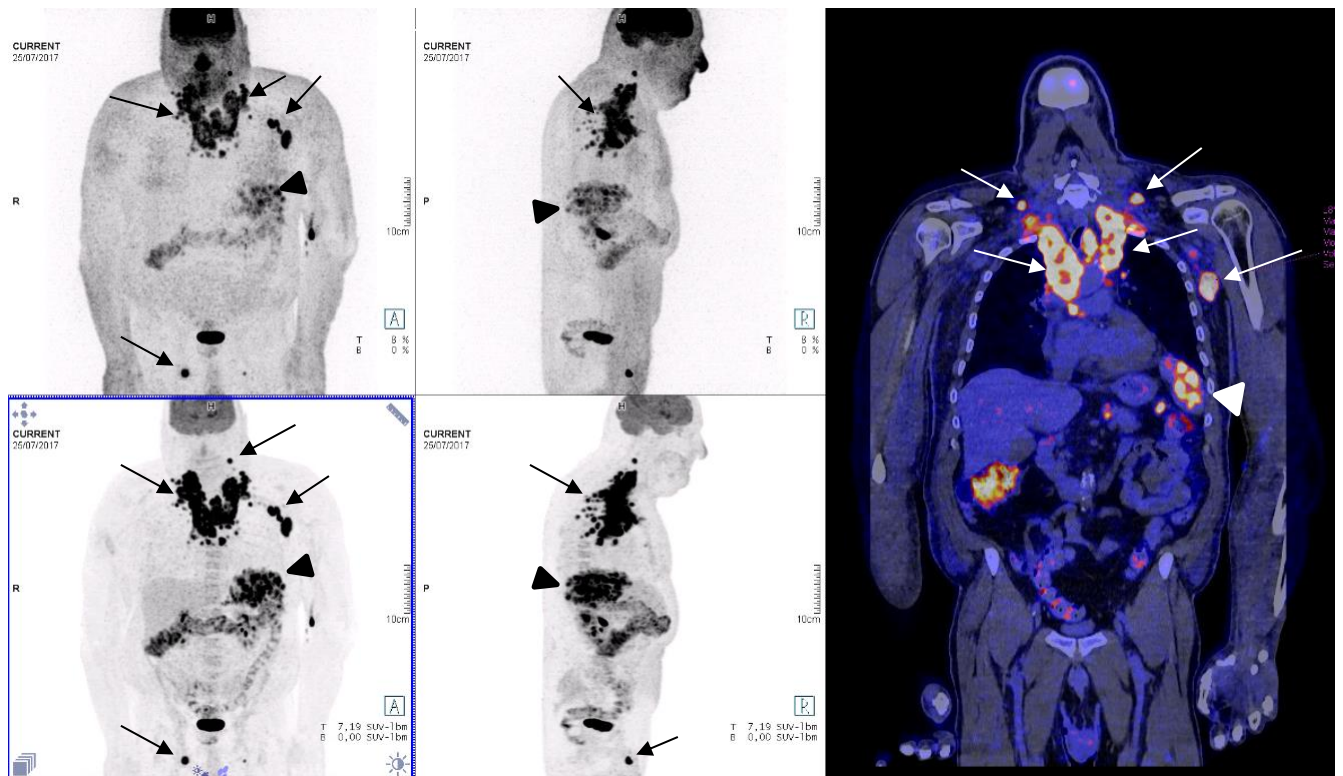 H
CURRENT
25/07/2017
R
10cm
A
T 8 %
B 0 %
H
CURRENT
25/07/2017
P
10cm
R
T 8 %
B 0 %
H
CURRENT
25/07/2017
R
10cm
A
T 7,19 SUV-lbm
B 0,00 SUV-lbm
H
CURRENT
25/07/2017
P
10cm
R
T 7,19 SUV-lbm
B 0,00 SUV-lbm